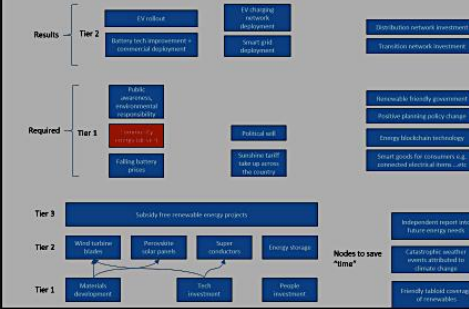 Results
Tier 2
EV rollout
Battery tech improvement +
commercial deployment
EV charging
network
deployment
Smart grid
deployment
Distribution network investment
Transition network investment
Required
Tier 1
Public
awareness,
environmental
responsibility
Falling battery
prices
Political will
Sunshine tariff
take up across
the country
Renewable friendly government
Positive planning policy change
Energy blockchain technology
Smart goods for consumers e.g.
connected electrical items ...etc
Tier 3
Subsidy free renewable energy projects
Tier 2
Wind turbine
blades
Perovskite
solar panels
Super
conductors
Energy storage
Tier 1
Materials
development
Tech
investment
People
investment
Nodes to save
"time"
Independent report into
future energy needs
Catastrophic weather
events attributed to
climate change
Friendly tabloid coverage
of renewables